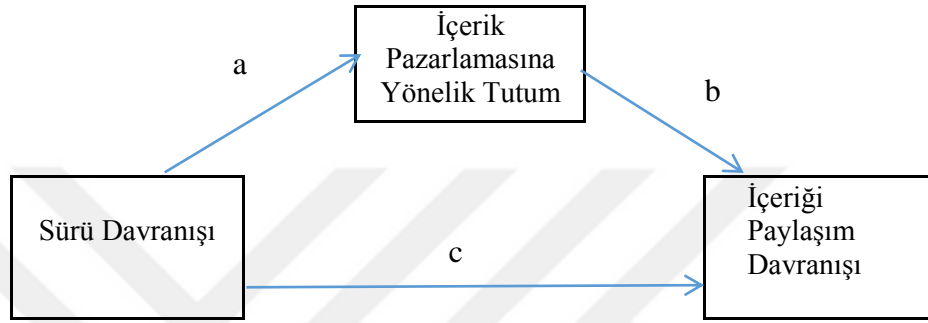 İçerik
Pazarlamasına
Yönelik Tutum
a
b
Sürü Davranışı
c
İçeriği
Paylaşım
Davranışı